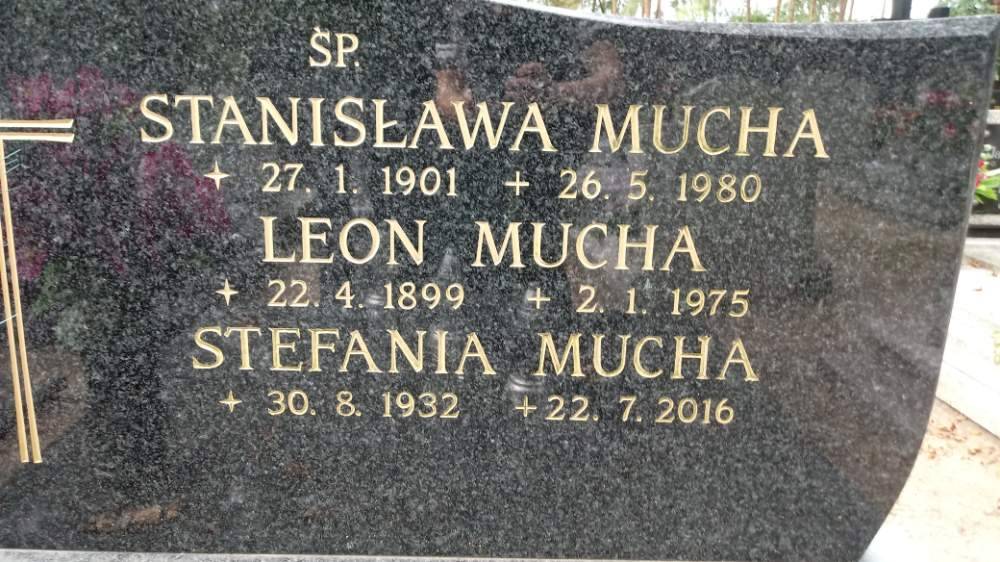 ŚP.
STANISŁAWA MUCHA
+ 27. 1. 1901 + 26. 5. 1980
LEON MUCHA
+ 22. 4. 1899 + 2. 1. 1975
STEFANIA MUCHA
+ 30. 8. 1932 + 22. 7. 2016